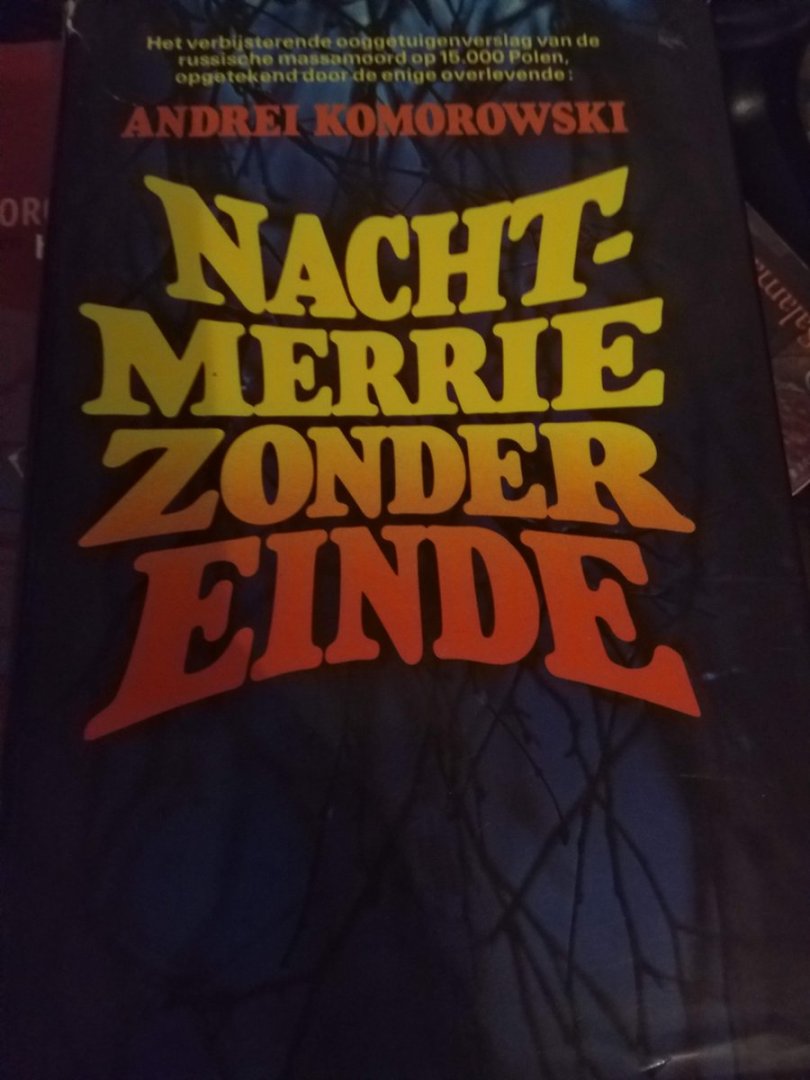 Het verbijsterende ooggetuigenverslag van de
russische massamoord op 15.000 Polen,
opgetekend door de enige overlevende:
ANDREI KOMOROWSKI
NACHT-
MERRIE
ZONDER
EINDE